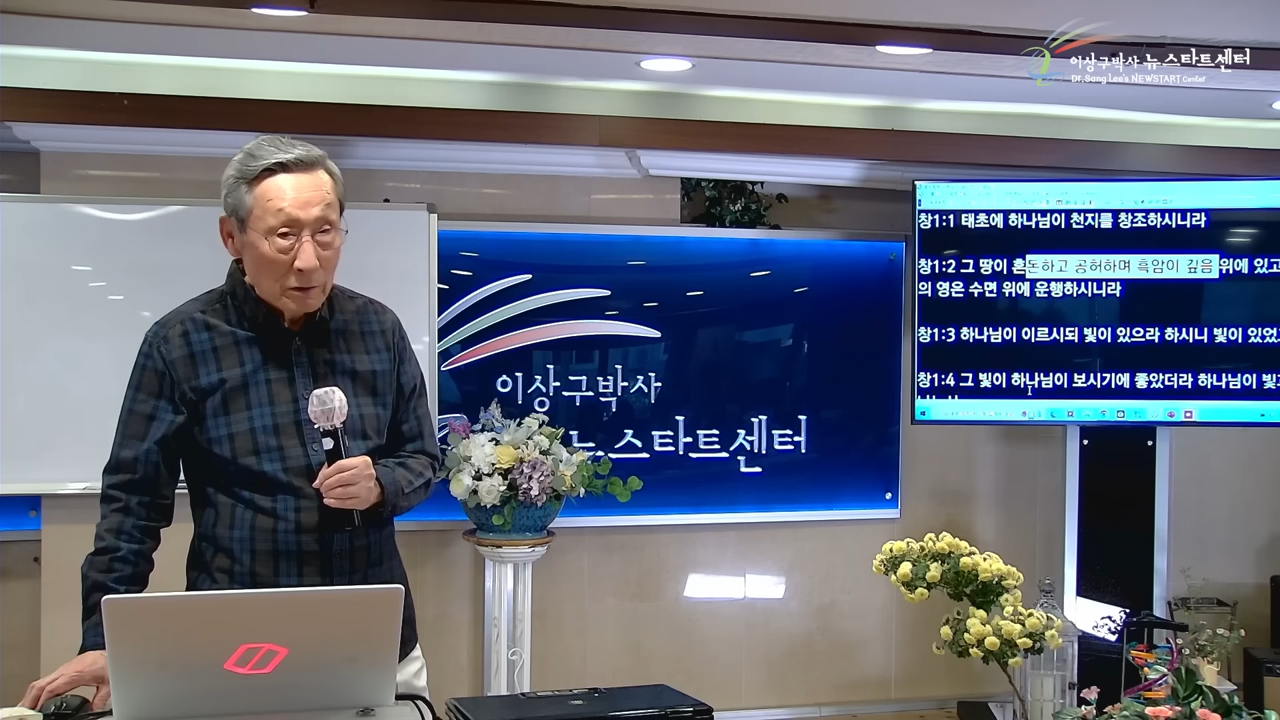 이상구박사 뉴스타트센터
Dr. Sang Lee's NEWSTART Center
창1:1 태초에 하나님이 천지를 창조하시니라
창1:2 그 땅이 혼돈하고 공허하며 흑암이 깊음 위에 있고
의 영은 수면 위에 운행하시니라
창1:3 하나님이 이르시되 빛이 있으라 하시니 빛이 있었
창1:4 그 빛이 하나님이 보시기에 좋았더라 하나님이 빛
이상구박사
뉴스타트센터